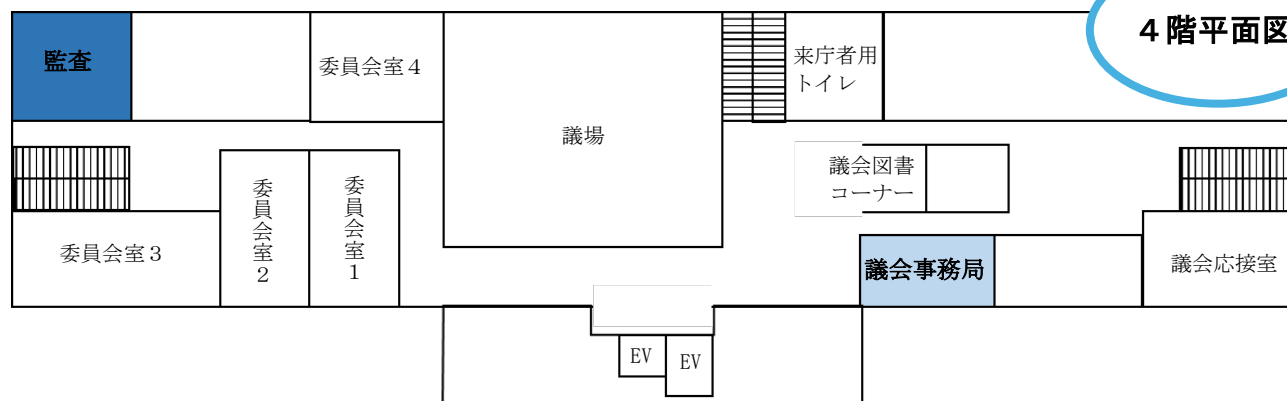 ４階平面図
監査
委員会室４
議場
来庁者用
トイレ
議会図書
コーナー
委員会室３
委員会室２
委員会室１
議会事務局
議会応接室
EV
EV